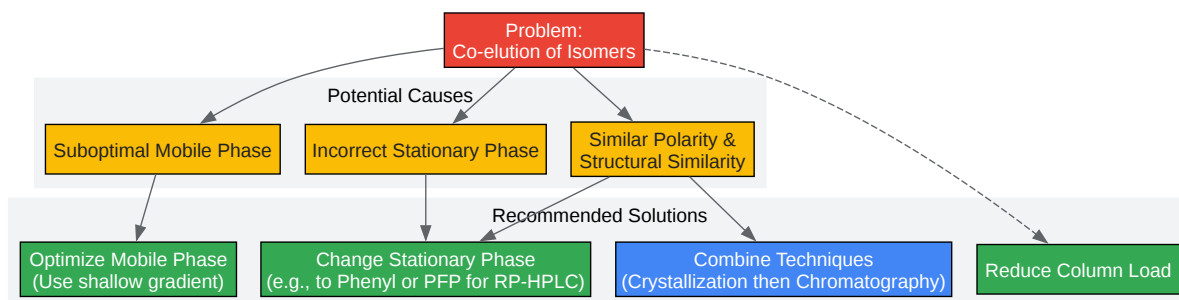 Problem:
Co-elution of Isomers
Potential Causes
Suboptimal Mobile Phase
Incorrect Stationary Phase
Similar Polarity &
Structural Similarity
Recommended Solutions
Optimize Mobile Phase
(Use shallow gradient)
Change Stationary Phase
(e.g., to Phenyl or PFP for RP-HPLC)
Combine Techniques
(Crystallization then Chromatography)
Reduce Column Load